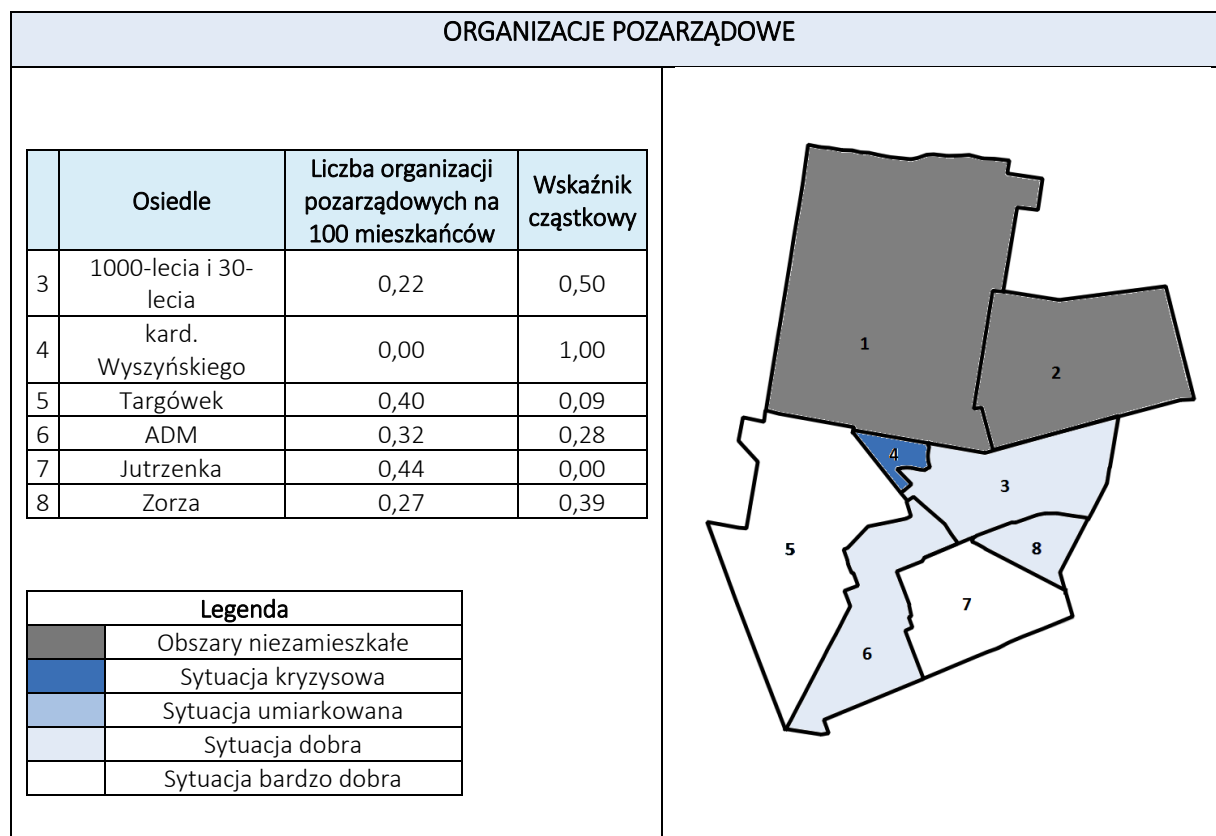 ORGANIZACJE POZARZĄDOWE
Osiedle
Liczba organizacji
pozarządowych na
100 mieszkańców
Wskaźnik
cząstkowy
3 1000-lecia i 30-
lecia 0,22 0,50
4 kard.
Wyszyńskiego 0,00 1,00
5 Targówek 0,40 0,09
6 ADM 0,32 0,28
7 Jutrzenka 0,44 0,00
8 Zorza 0,27 0,39
Legenda
Obszary niezamieszkałe
Sytuacja kryzysowa
Sytuacja umiarkowana
Sytuacja dobra
Sytuacja bardzo dobra
1
2
4
3
5
8
7
6